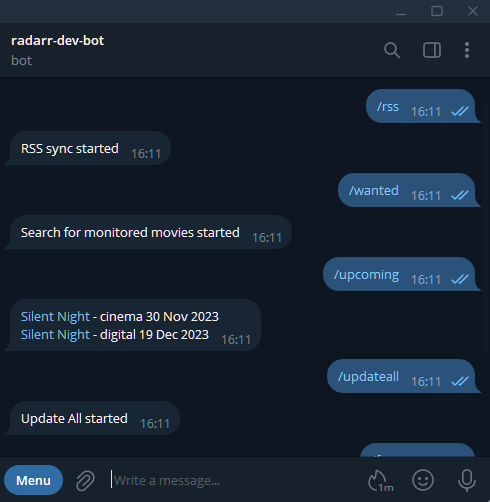 radarr-dev-bot
bot
/rss 16:11
RSS sync started 16:11
/wanted 16:11
Search for monitored movies started 16:11
/upcoming 16:11
Silent Night - cinema 30 Nov 2023
Silent Night - digital 19 Dec 2023 16:11
/updateall 16:11
Update All started 16:11
Menu
Write a message...
1m